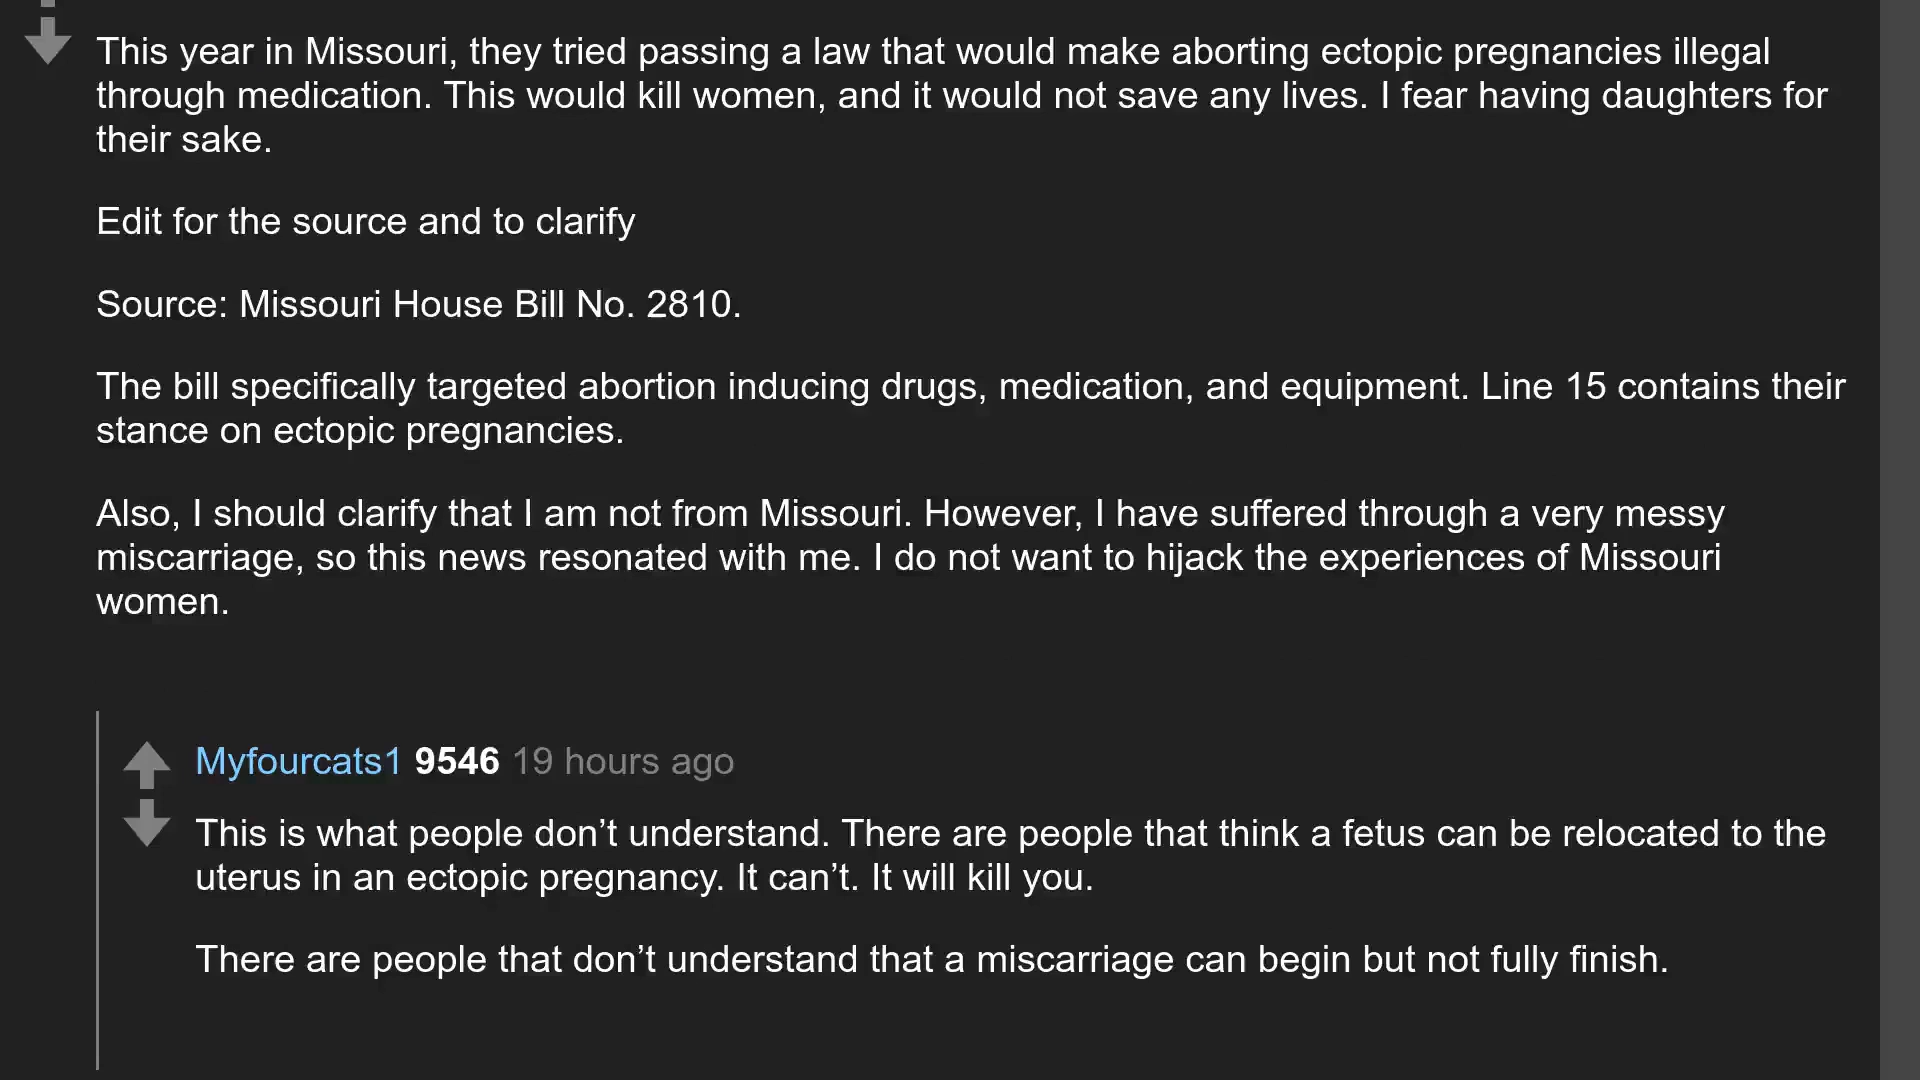 This year in Missouri, they tried passing a law that would make aborting ectopic pregnancies illegal
through medication. This would kill women, and it would not save any lives. I fear having daughters for
their sake.
Edit for the source and to clarify
Source: Missouri House Bill No. 2810.
The bill specifically targeted abortion inducing drugs, medication, and equipment. Line 15 contains their
stance on ectopic pregnancies.
Also, I should clarify that I am not from Missouri. However, I have suffered through a very messy
miscarriage, so this news resonated with me. I do not want to hijack the experiences of Missouri
women.
Myfourcats1 9546 19 hours ago
This is what people don’t understand. There are people that think a fetus can be relocated to the
uterus in an ectopic pregnancy. It can’t. It will kill you.
There are people that don’t understand that a miscarriage can begin but not fully finish.